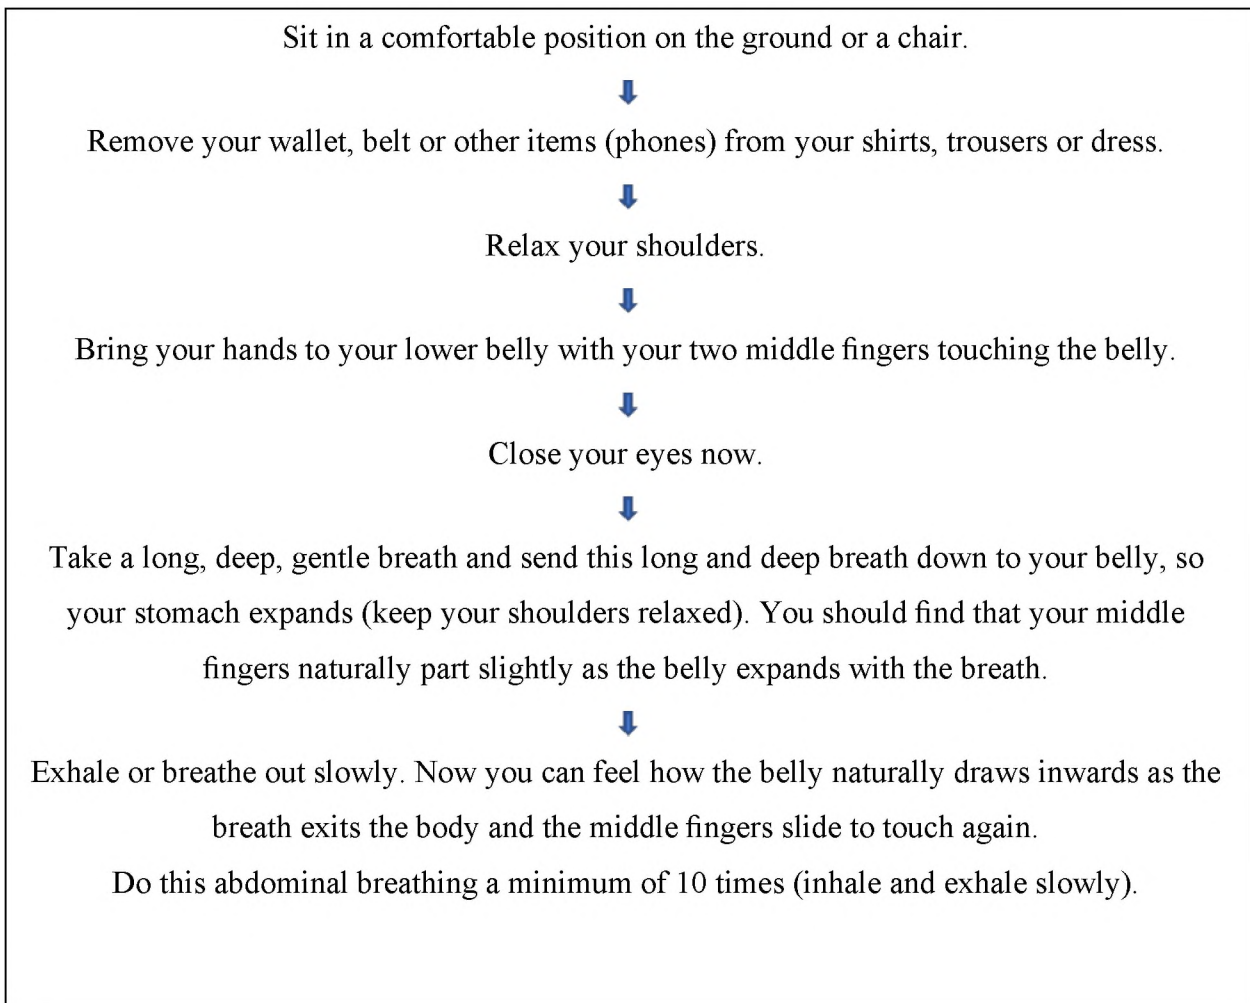 Sit in a comfortable position on the ground or a chair.
Remove your wallet, belt or other items (phones) from your shirts, trousers or dress.
Relax your shoulders.
Bring your hands to your lower belly with your two middle fingers touching the belly.
Close your eyes now.
Take a long, deep, gentle breath and send this long and deep breath down to your belly, so
your stomach expands (keep your shoulders relaxed). You should find that your middle
fingers naturally part slightly as the belly expands with the breath.
Exhale or breathe out slowly. Now you can feel how the belly naturally draws inwards as the
breath exits the body and the middle fingers slide to touch again.
Do this abdominal breathing a minimum of 10 times (inhale and exhale slowly).